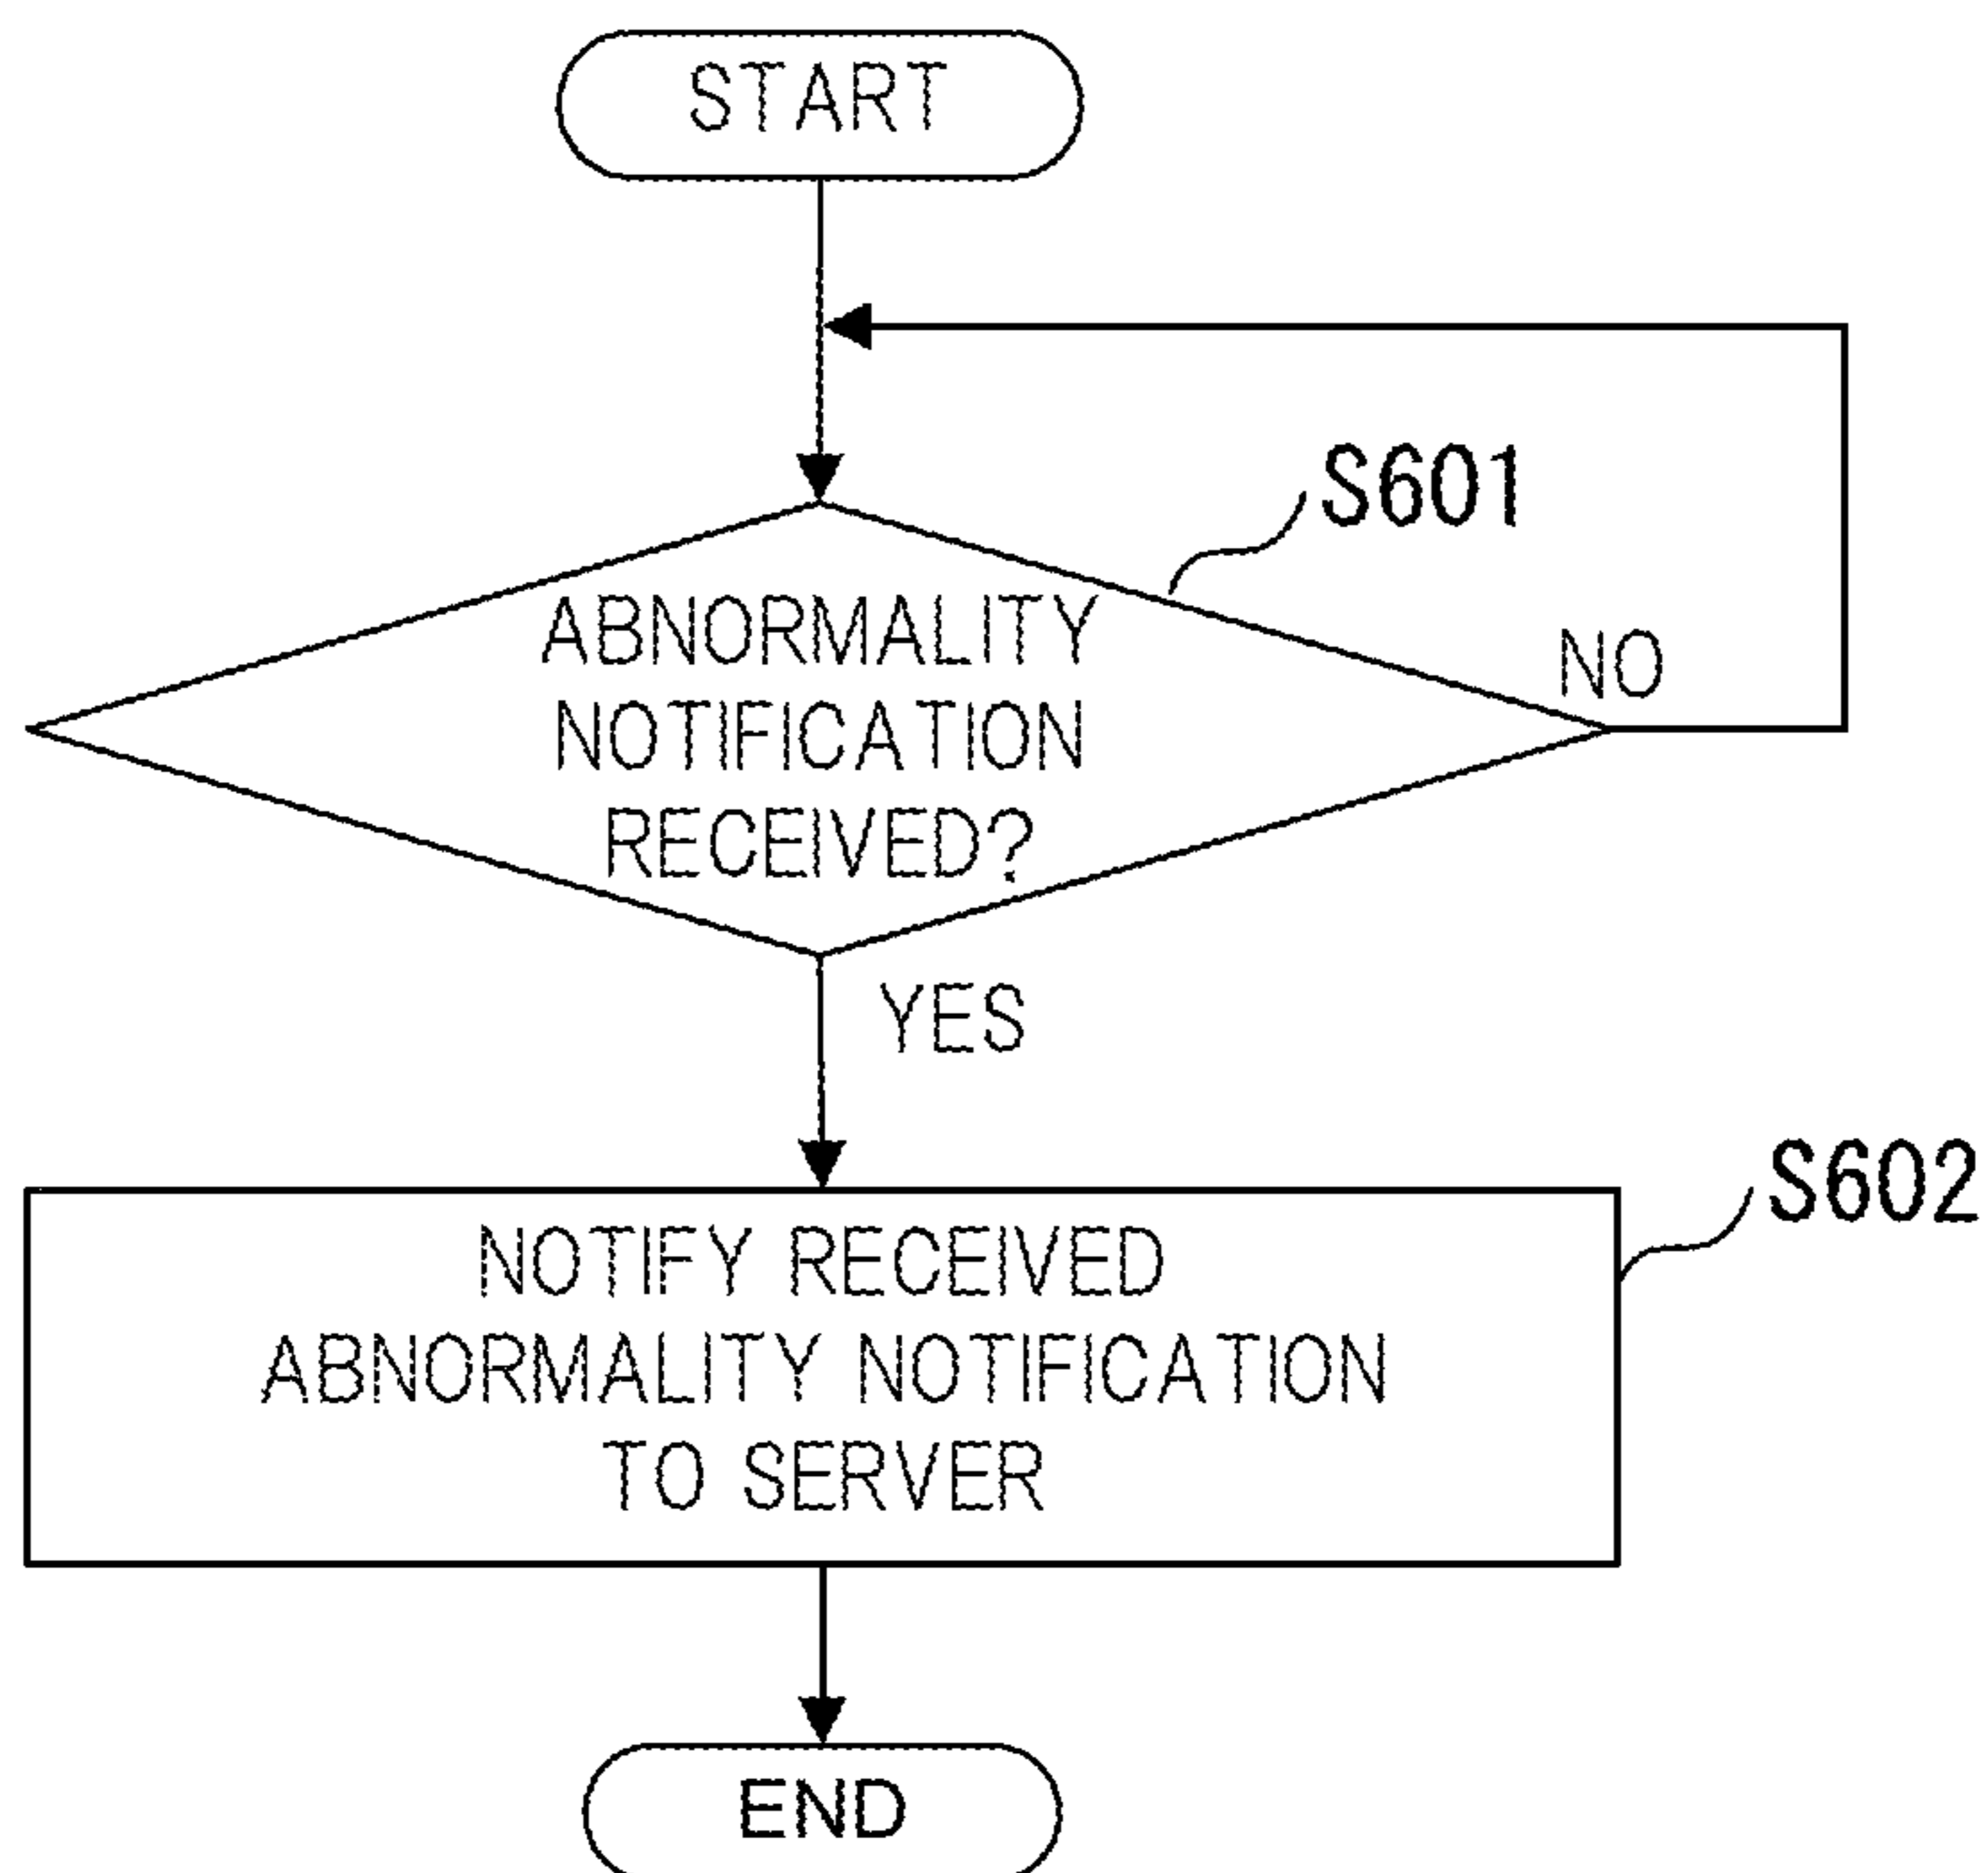 START
S601
ABNORMALITY
NOTIFICATION
RECEIVED?
NO
YES
S602
NOTIFY RECEIVED
ABNORMALITY NOTIFICATION
TO SERVER
END